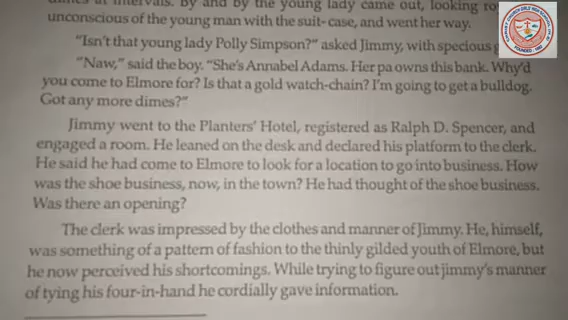 at intervals. By and by the young lady came out, looking
unconscious of the young man with the suit-case, and went her way.
"Isn't that young lady Polly Simpson?" asked Jimmy, with specious
"Naw," said the boy. "She's Annabel Adams. Her pa owns this bank. Why'd
you come to Elmore for? Is that a gold watch-chain? I'm going to get a bulldog.
Got any more dimes?"
Jimmy went to the Planters' Hotel, registered as Ralph D. Spencer, and
engaged a room. He leaned on the desk and declared his platform to the clerk.
He said he had come to Elmore to look for a location to go into business. How
was the shoe business, now, in the town? He had thought of the shoe business.
Was there an opening?
The clerk was impressed by the clothes and manner of Jimmy. He, himself,
was something of a pattern of fashion to the thinly gilded youth of Elmore, but
he now perceived his shortcomings. While trying to figure out jimmy's manner
of tying his four-in-hand he cordially gave information.